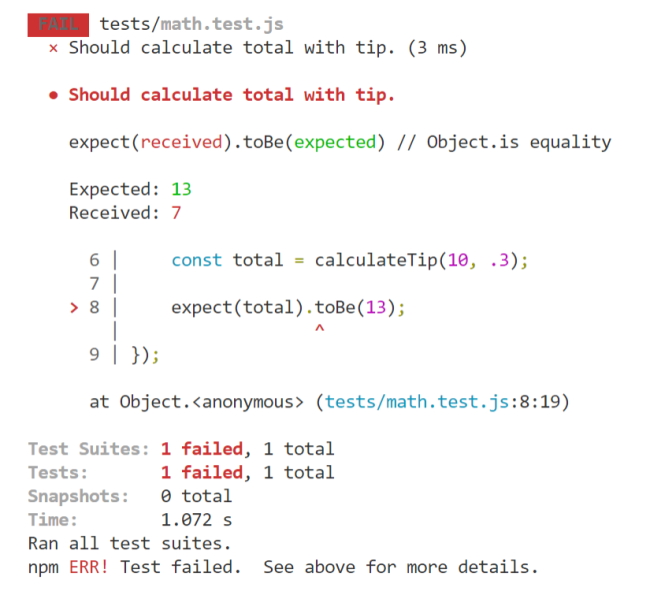 FAIL tests/math.test.js
× Should calculate total with tip. (3 ms)
● Should calculate total with tip.
expect(received).toBe(expected) // Object.is equality
Expected: 13
Received: 7
6 | const total = calculateTip(10, .3);
7 |
> 8 | expect(total).toBe(13);
| ^
9 | });
at Object.<anonymous> (tests/math.test.js:8:19)
Test Suites: 1 failed, 1 total
Tests: 1 failed, 1 total
Snapshots: 0 total
Time: 1.072 s
Ran all test suites.
npm ERR! Test failed. See above for more details.